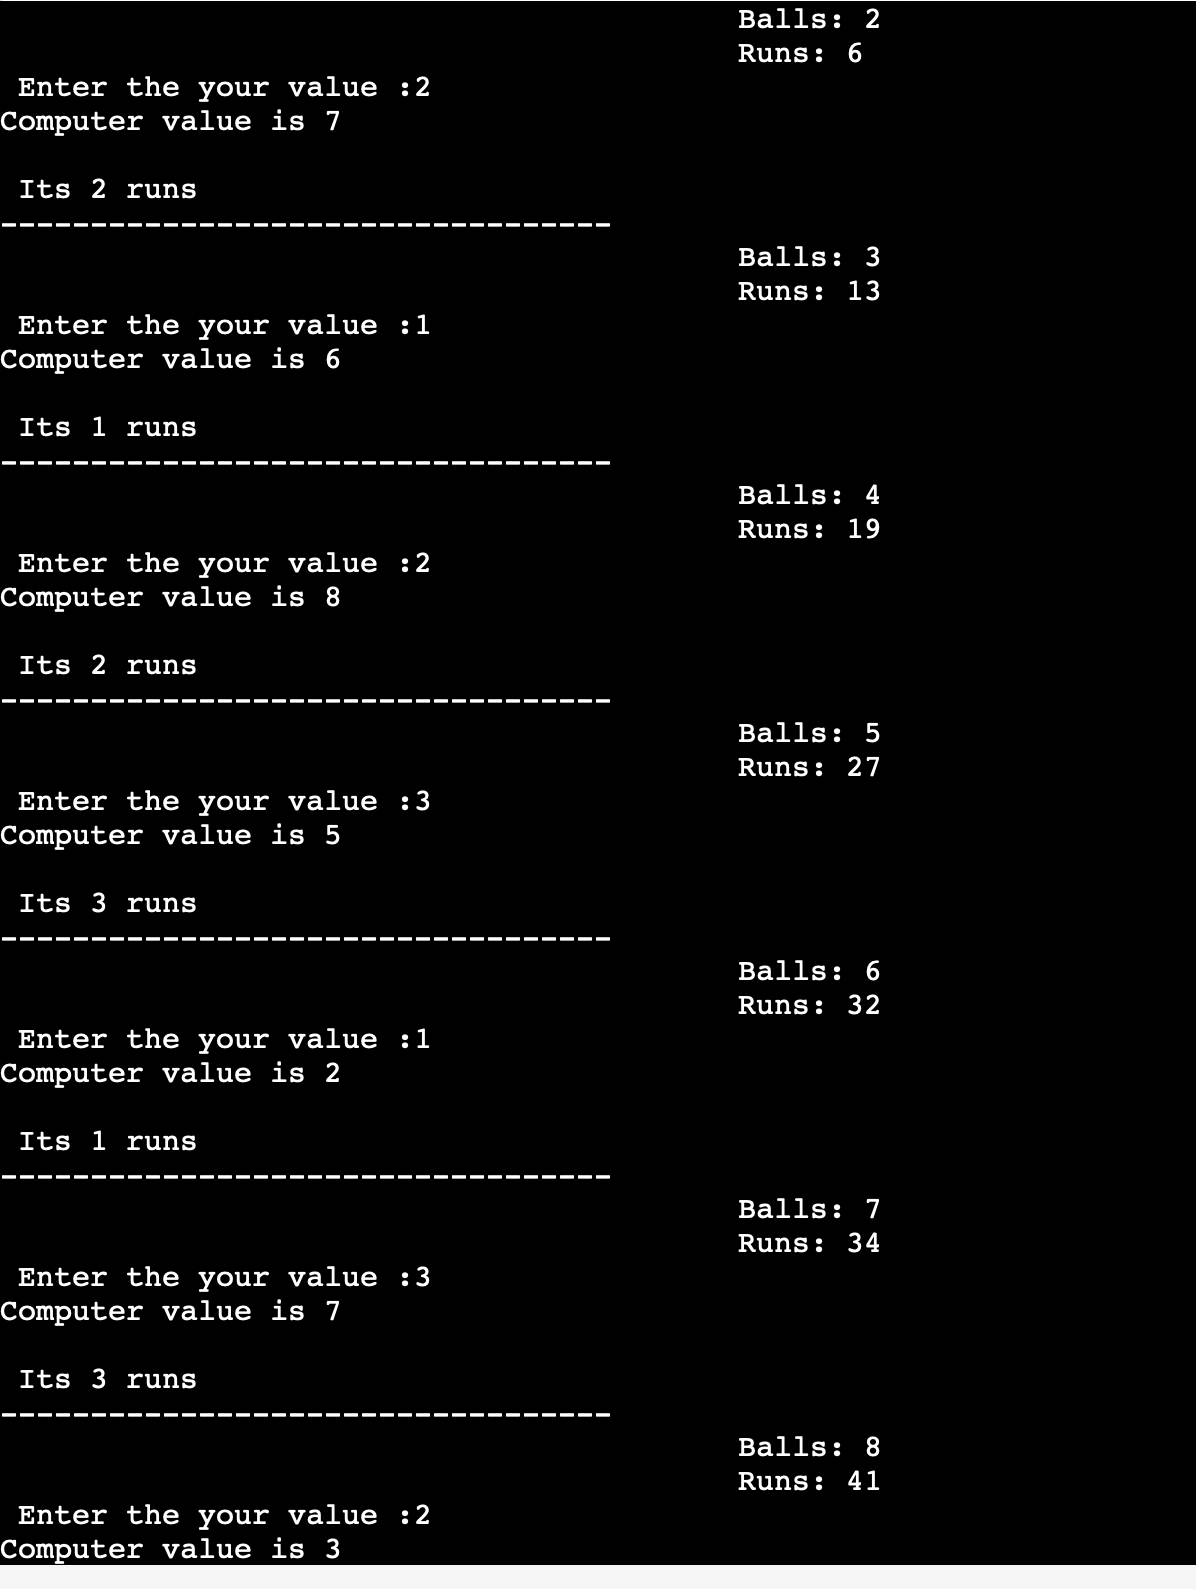 Balls: 2
Runs: 6
Enter the your value :2
Computer value is 7
Its 2 runs
----------------------------------
Balls: 3
Runs: 13
Enter the your value :1
Computer value is 6
Its 1 runs
----------------------------------
Balls: 4
Runs: 19
Enter the your value :2
Computer value is 8
Its 2 runs
----------------------------------
Balls: 5
Runs: 27
Enter the your value :3
Computer value is 5
Its 3 runs
----------------------------------
Balls: 6
Runs: 32
Enter the your value :1
Computer value is 2
Its 1 runs
----------------------------------
Balls: 7
Runs: 34
Enter the your value :3
Computer value is 7
Its 3 runs
----------------------------------
Balls: 8
Runs: 41
Enter the your value :2
Computer value is 3